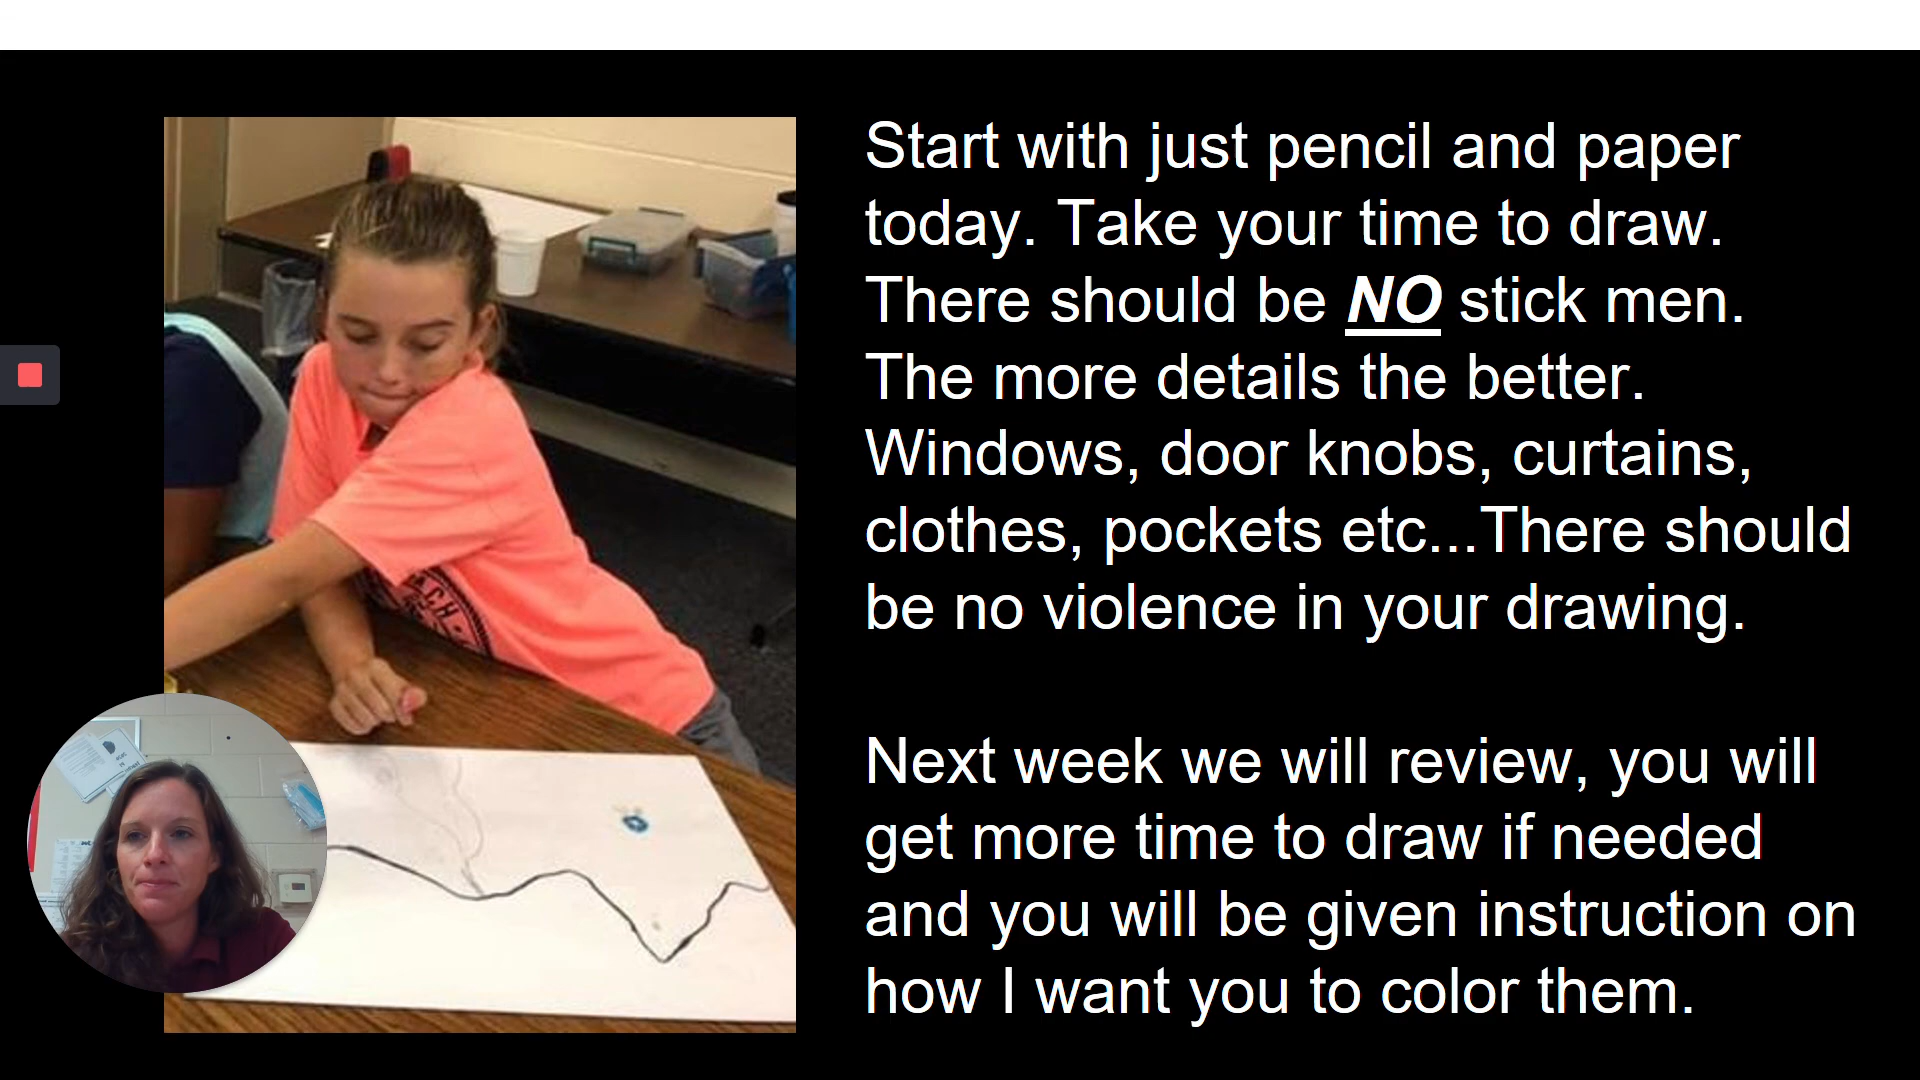 Start with just pencil and paper
today. Take your time to draw.
There should be NO stick men.
The more details the better.
Windows, door knobs, curtains,
clothes, pockets etc...There should
be no violence in your drawing.
Next week we will review, you will
get more time to draw if needed
and you will be given instruction on
how I want you to color them.